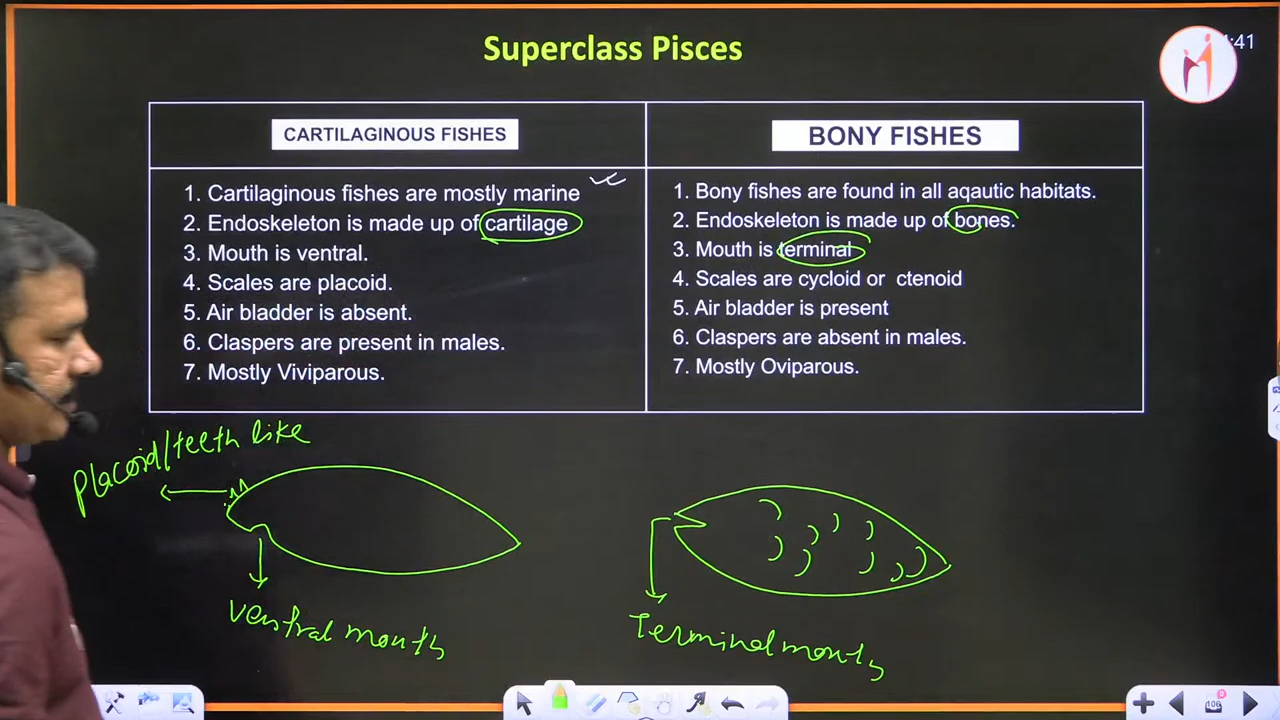 Superclass Pisces
:41
CARTILAGINOUS FISHES
1. Cartilaginous fishes are mostly marine
2. Endoskeleton is made up of cartilage
3. Mouth is ventral.
4. Scales are placoid.
5. Air bladder is absent.
6. Claspers are present in males.
7. Mostly Viviparous.
BONY FISHES
1. Bony fishes are found in all aqautic habitats.
2. Endoskeleton is made up of bones.
3. Mouth is terminal
4. Scales are cycloid or ctenoid
5. Air bladder is present
6. Claspers are absent in males.
7. Mostly Oviparous.
Placoid/teeth like
Ventral mouth
Terminal mouth
106